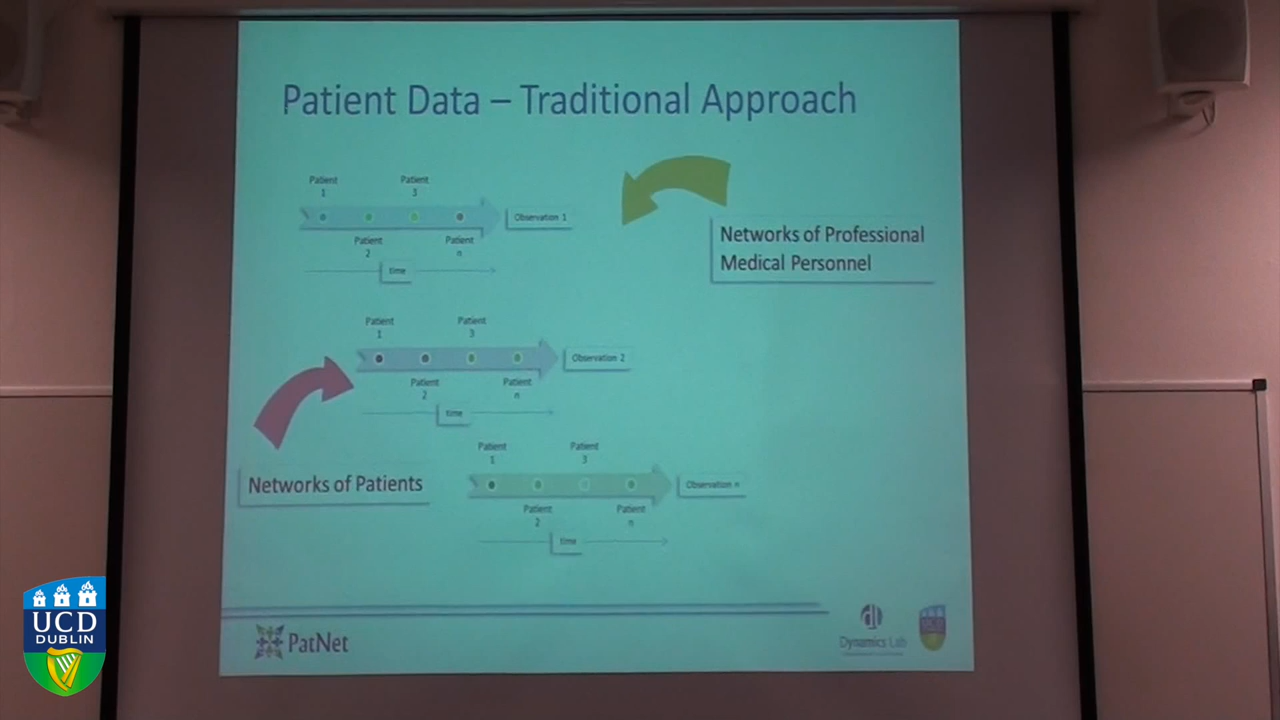 Patient Data – Traditional Approach
Patient
1
Patient
3
Observation 1
Patient
2
Patient
n
time
Networks of Professional
Medical Personnel
Patient
1
Patient
3
Observation 2
Patient
2
Patient
n
time
Networks of Patients
Patient
1
Patient
3
Observation n
Patient
2
Patient
n
time
PatNet
Dynamics Lab
UCD
UCD
DUBLIN